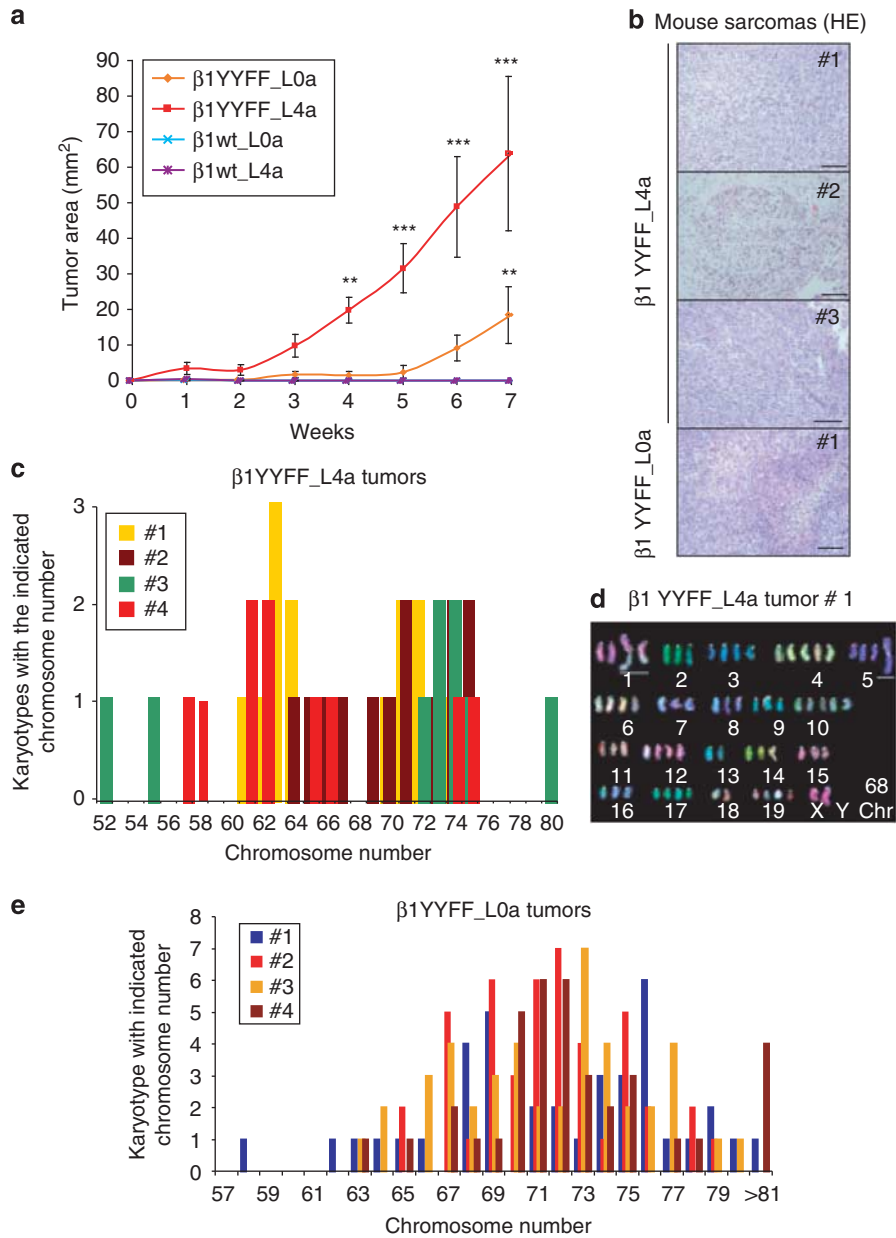 a
90
80
70
60
50
40
30
20
10
0
Tumor area (mm²)
β1YYFF_L0a
β1YYFF_L4a
β1wt_L0a
β1wt_L4a
**
***
***
***
**
0 1 2 3 4 5 6 7
Weeks
b Mouse sarcomas (HE)
#1
#2
#3
#1
β1 YYFF_L4a
β1 YYFF_L0a
c
β1YYFF_L4a tumors
Karyotypes with the indicated
chromosome number
3
2
1
0
#1
#2
#3
#4
52 54 56 58 60 62 64 66 68 70 72 74 76 78 80
Chromosome number
d β1 YYFF_L4a tumor # 1
1 2 3 4 5
6 7 8 9 10
11 12 13 14 15
68
16 17 18 19 X Y Chr
e
β1YYFF_L0a tumors
Karyotype with indicated
chromosome number
8
7
6
5
4
3
2
1
0
#1
#2
#3
#4
57 59 61 63 65 67 69 71 73 75 77 79 >81
Chromosome number